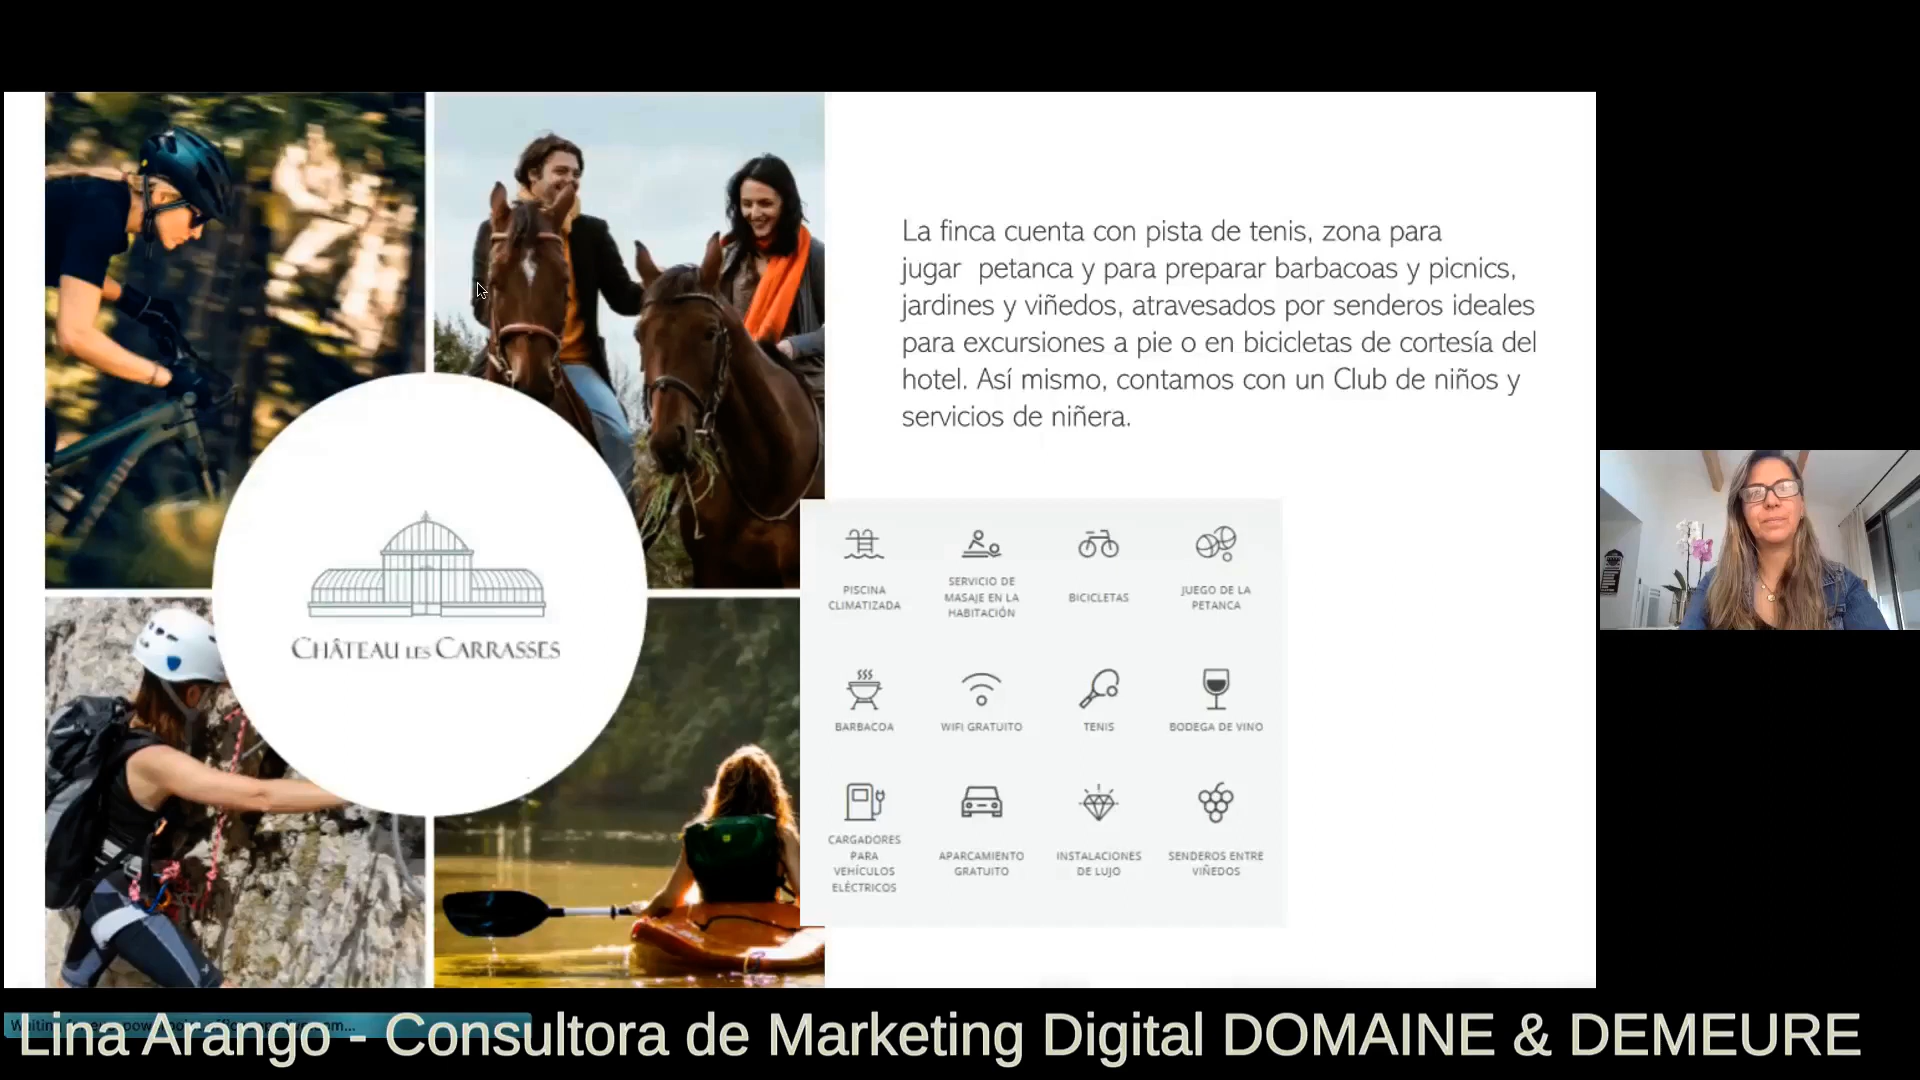 La finca cuenta con pista de tenis, zona para
jugar petanca y para preparar barbacoas y picnics,
jardines y viñedos, atravesados por senderos ideales
para excursiones a pie o en bicicletas de cortesía del
hotel. Así mismo, contamos con un Club de niños y
servicios de niñera.
CHÂTEAU LES CARRASSES
PISCINA
CLIMATIZADA
SERVICIO DE
MASAJE EN LA
HABITACIÓN
BICICLETAS
JUEGO DE LA
PETANCA
BARBACOA
WIFI GRATUITO
TENIS
BODEGA DE VINO
CARGADORES
PARA
VEHÍCULOS
ELÉCTRICOS
APARCAMIENTO
GRATUITO
INSTALACIONES
DE LUJO
SENDEROS ENTRE
VIÑEDOS
Lina Arango - Consultora de Marketing Digital DOMAINE & DEMEURE